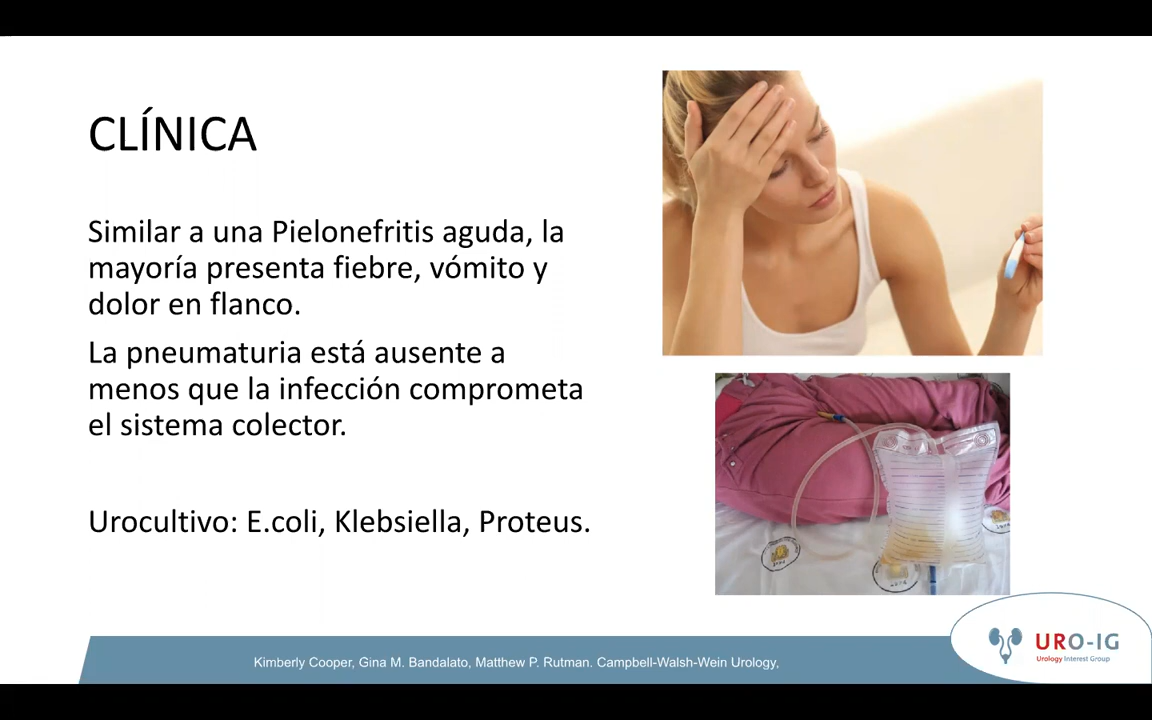 CLÍNICA
Similar a una Pielonefritis aguda, la
mayoría presenta fiebre, vómito y
dolor en flanco.
La pneumaturia está ausente a
menos que la infección comprometa
el sistema colector.
Urocultivo: E.coli, Klebsiella, Proteus.
Kimberly Cooper, Gina M. Bandalato, Matthew P. Rutman. Campbell-Walsh-Wein Urology,
URO-IG
Urology Interest Group